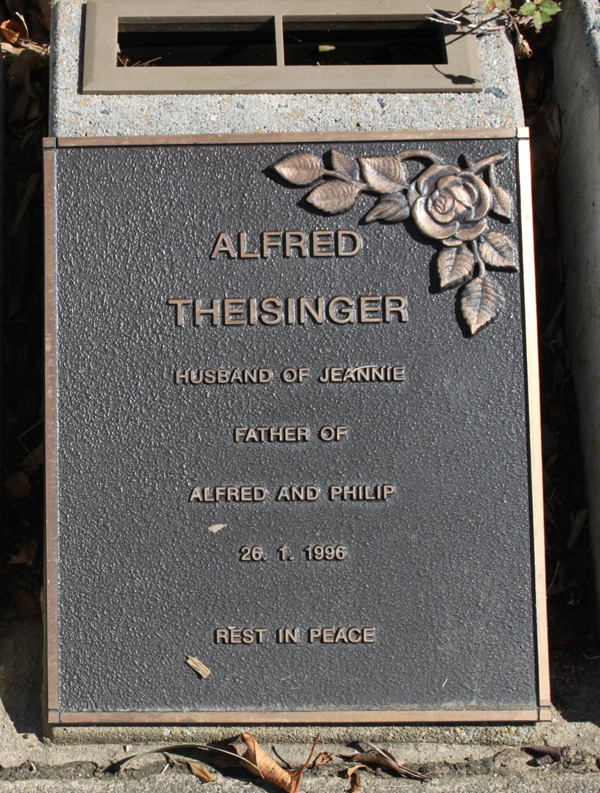 ALFRED
THEISINGER
HUSBAND OF JEANNIE
FATHER OF
ALFRED AND PHILIP
26. 1. 1996
REST IN PEACE